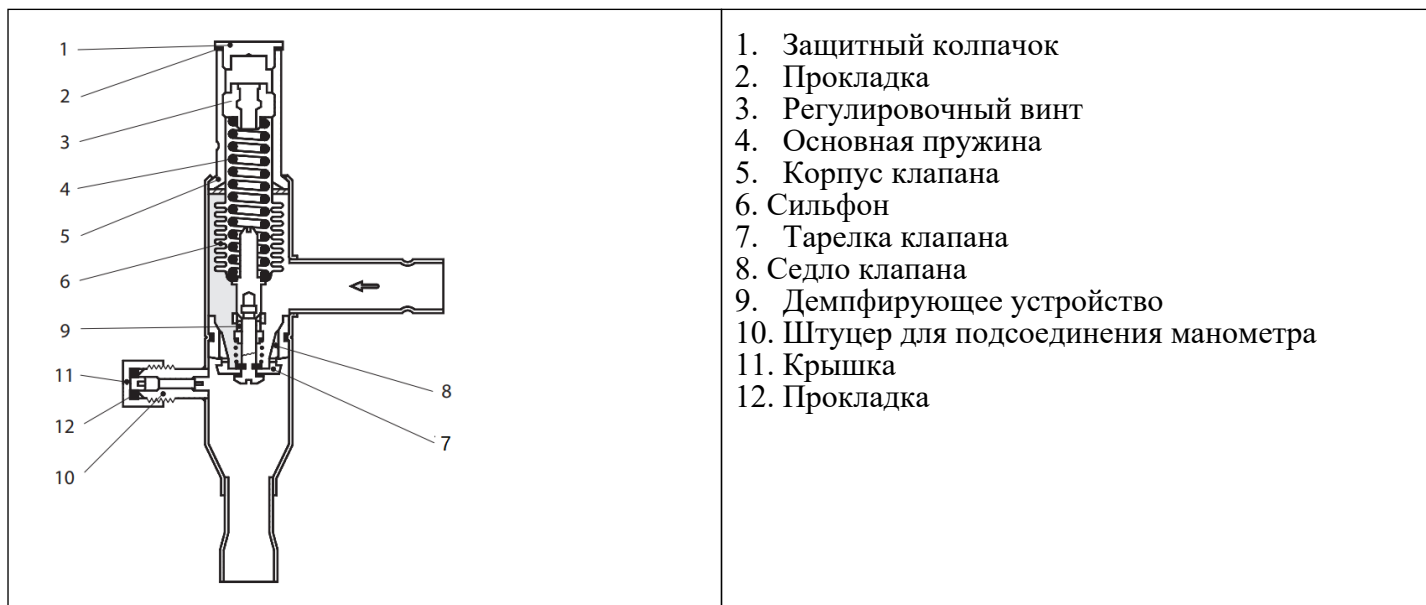 1
2
3
4
5
6
9
11
12
10
8
7
1. Защитный колпачок
2. Прокладка
3. Регулировочный винт
4. Основная пружина
5. Корпус клапана
6. Сильфон
7. Тарелка клапана
8. Седло клапана
9. Демпфирующее устройство
10. Штуцер для подсоединения манометра
11. Крышка
12. Прокладка